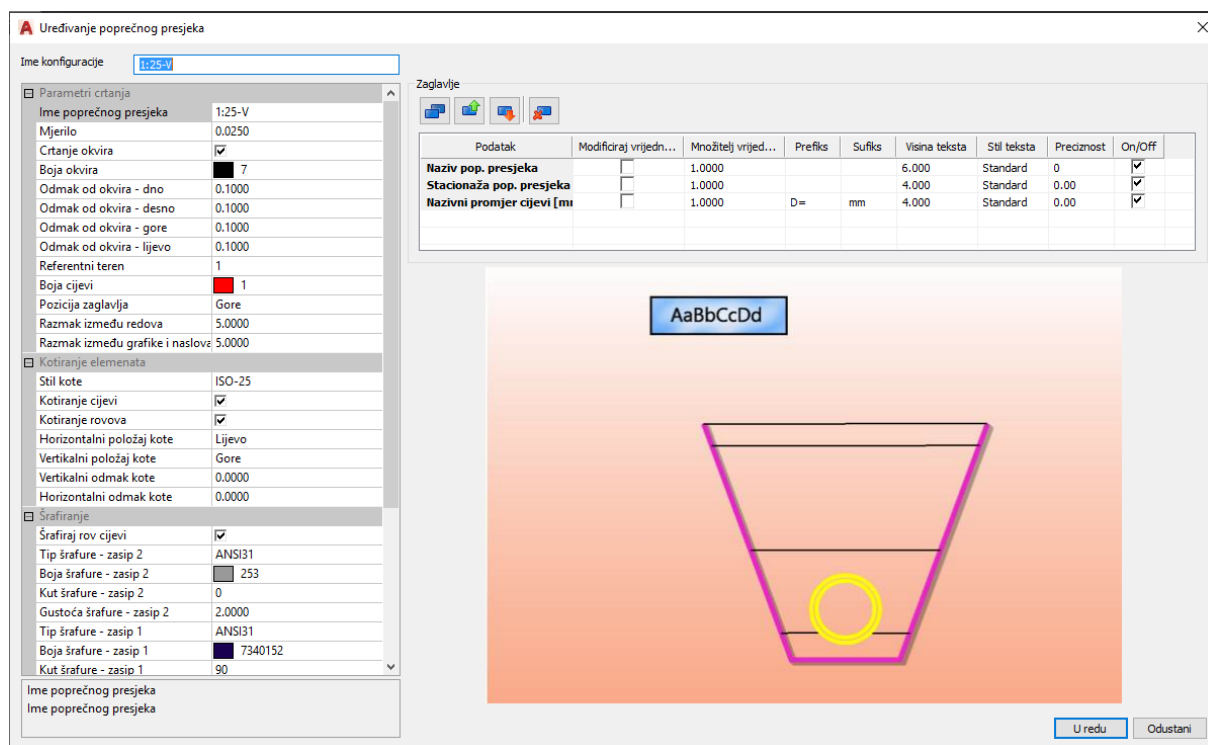 Uređivanje poprečnog presjeka
Ime konfiguracije 1:25-V
Parametri crtanja
Ime poprečnog presjeka 1:25-V
Mjerilo 0.0250
Crtanje okvira
Boja okvira 7
Odmak od okvira - dno 0.1000
Odmak od okvira - desno 0.1000
Odmak od okvira - gore 0.1000
Odmak od okvira - lijevo 0.1000
Referentni teren 1
Boja cijevi 1
Pozicija zaglavlja Gore
Razmak između redova 5.0000
Razmak između grafike i naslova 5.0000
Kotiranje elemenata
Stil kote ISO-25
Kotiranje cijevi
Kotiranje rovova
Horizontalni položaj kote Lijevo
Vertikalni položaj kote Gore
Vertikalni odmak kote 0.0000
Horizontalni odmak kote 0.0000
Šrafiranje
Šrafiraj rov cijevi
Tip šrafure - zasip 2 ANSI31
Boja šrafure - zasip 2 253
Kut šrafure - zasip 2 0
Gustoća šrafure - zasip 2 2.0000
Tip šrafure - zasip 1 ANSI31
Boja šrafure - zasip 1 7340152
Kut šrafure - zasip 1 90
Ime poprečnog presjeka
Ime poprečnog presjeka
Zaglavlje
Podatak Modificiraj vrijedn... Množitelj vrijed... Prefiks Sufiks Visina teksta Stil teksta Preciznost On/Off
Naziv pop. presjeka 1.0000 6.000 Standard 0
Stacionaža pop. presjeka 1.0000 4.000 Standard 0.00
Nazivni promjer cijevi [m 1.0000 D= mm 4.000 Standard 0.00
AaBbCcDd
U redu Odustani